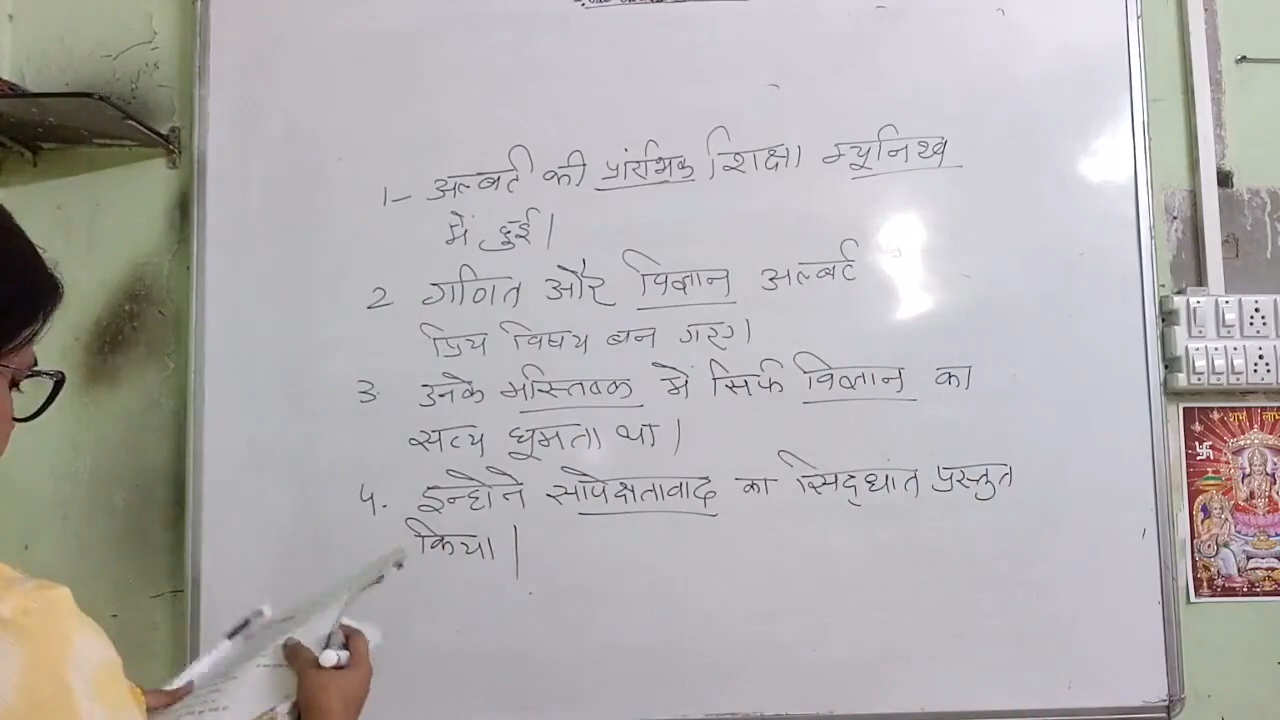 1- अल्बर्ट की प्रांरभिक शिक्षा म्यूनिख
में हुई।
2 गणित और विज्ञान अल्बर्ट
प्रिय विषय बन गए।
3. उनके मस्तिष्क में सिर्फ विज्ञान का
सत्य घूमता था।
4. इन्होने सापेक्षतावाद का सिद्धांत प्रस्तुत
किया।
शुभ लाभ